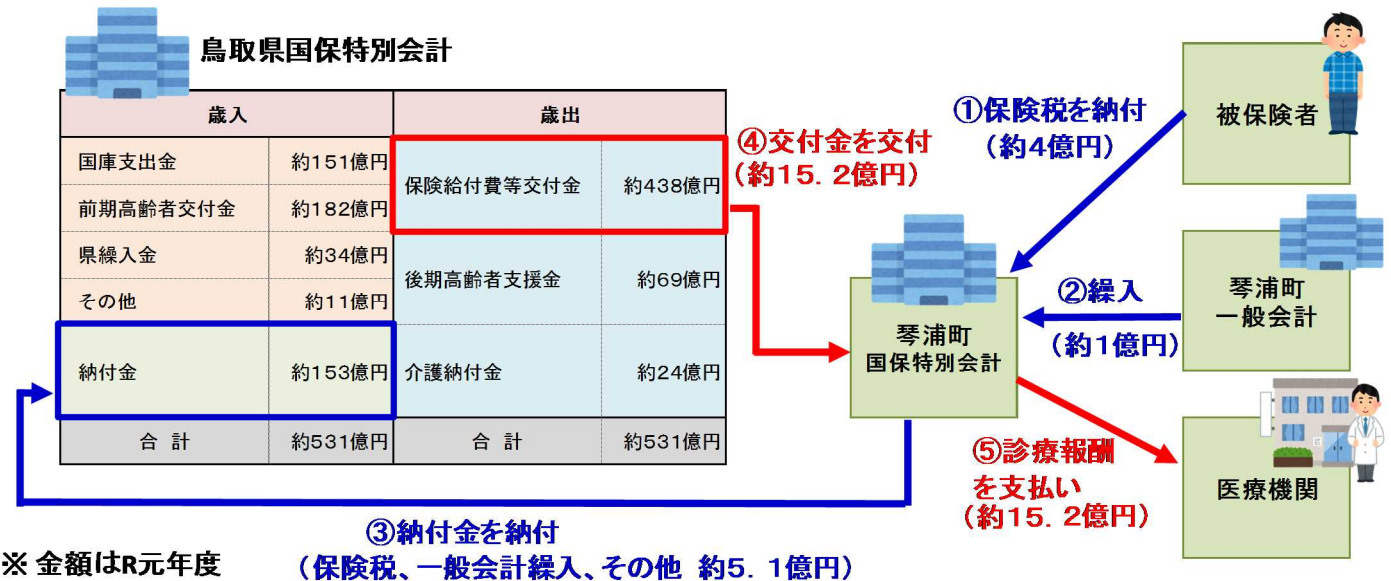 鳥取県国保特別会計
歳入 歳出
国庫支出金 約151億円
前期高齢者交付金 約182億円
県繰入金 約34億円
その他 約11億円
納付金 約153億円
合 計 約531億円
保険給付費等交付金 約438億円
後期高齢者支援金 約69億円
介護納付金 約24億円
合 計 約531億円
④交付金を交付
(約15.2億円)
①保険税を納付
(約4億円)
被保険者
②繰入
(約1億円)
琴浦町
一般会計
琴浦町
国保特別会計
⑤診療報酬
を支払い
(約15.2億円)
医療機関
③納付金を納付
(保険税、一般会計繰入、その他 約5.1億円)
※ 金額はR元年度